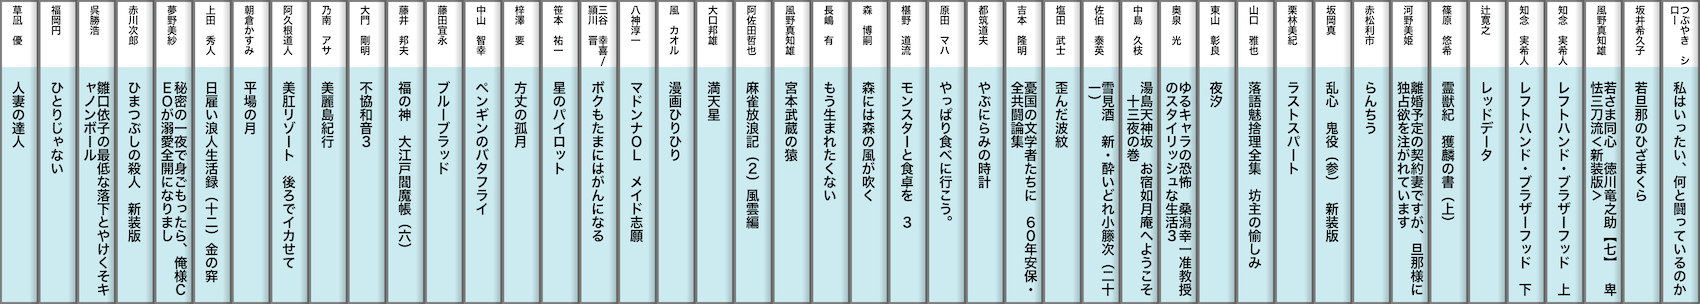 つぶやき シロー
私はいったい、何と闘っているのか
坂井希久子
若旦那のひざまくら
風野真知雄
若さま同心 徳川竜之助【七】 卑怯三刀流＜新装版＞
知念 実希人
レフトハンド・ブラザーフッド 上
知念 実希人
レフトハンド・ブラザーフッド 下
辻寛之
レッドデータ
篠原 悠希
霊獣紀 獲麟の書（上）
河野美姫
離婚予定の契約妻ですが、旦那様に独占欲を注がれています
赤松利市
らんちう
坂岡真
乱心 鬼役（参） 新装版
栗林美紀
ラストスパート
山口 雅也
落語魅捨理全集 坊主の愉しみ
東山 彰良
夜汐
奥泉 光
ゆるキャラの恐怖 桑潟幸一准教授のスタイリッシュな生活３
中島 久枝
湯島天神坂 お宿如月庵へようこそ 十三夜の巻
佐伯 泰英
雪見酒 新・酔いどれ小籐次（二十一）
塩田 武士
歪んだ波紋
吉本 隆明
憂国の文学者たちに ６０年安保・全共闘論集
都筑道夫
やぶにらみの時計
原田 マハ
やっぱり食べに行こう。
椹野 道流
モンスターと食卓を ３
森 博嗣
森には森の風が吹く
長嶋 有
もう生まれたくない
風野真知雄
宮本武蔵の猿
阿佐田哲也
麻雀放浪記（２）風雲編
大口邦雄
満天星
風 カオル
漫画ひりひり
八神淳一
マドンナＯＬ メイド志願
三谷 幸喜/
頴川 晋
ボクもたまにはがんになる
笹本 祐一
星のパイロット
梓澤 要
方丈の孤月
中山 智幸
ペンギンのバタフライ
藤田宜永
ブルーブラッド
藤井 邦夫
福の神 大江戸閻魔帳（六）
大門 剛明
不協和音３
乃南 アサ
美麗島紀行
阿久根道人
美肛リゾート 後ろでイカせて
朝倉かすみ
平場の月
上田 秀人
日雇い浪人生活録（十二）金の穽
夢野美紗
秘密の一夜で身ごもったら、俺様ＣＥＯが溺愛全開になりまし
赤川次郎
ひまつぶしの殺人 新装版
呉勝浩
雛口依子の最低な落下とやけくそキャノンボール
福岡円
ひとりじゃない
草凪 優
人妻の達人